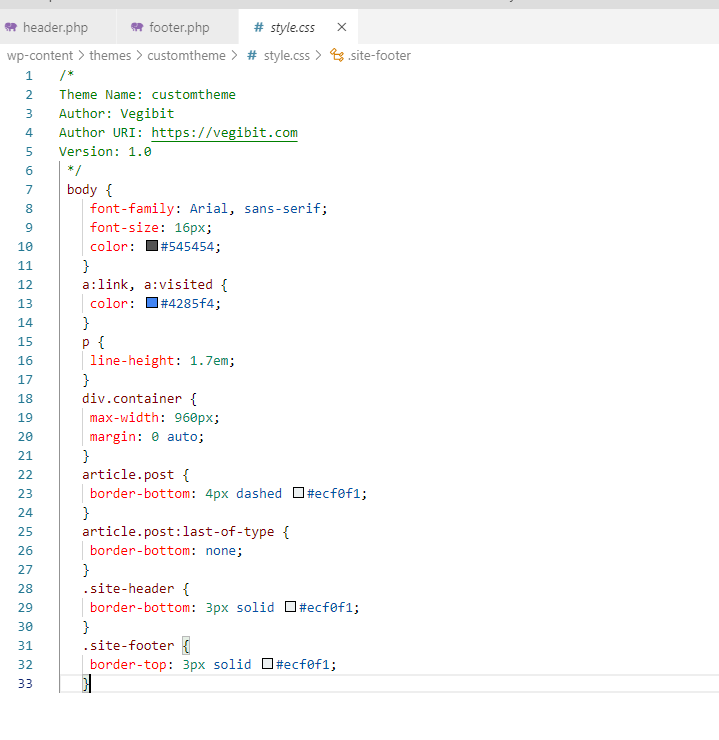 header.php footer.php # style.css ×
wp-content > themes > customtheme > # style.css > .site-footer
1 /*
2 Theme Name: customtheme
3 Author: Vegibit
4 Author URI: https://vegibit.com
5 Version: 1.0
6 */
7 body {
8 font-family: Arial, sans-serif;
9 font-size: 16px;
10 color: #545454;
11 }
12 a:link, a:visited {
13 color: #4285f4;
14 }
15 p {
16 line-height: 1.7em;
17 }
18 div.container {
19 max-width: 960px;
20 margin: 0 auto;
21 }
22 article.post {
23 border-bottom: 4px dashed #ecf0f1;
24 }
25 article.post:last-of-type {
26 border-bottom: none;
27 }
28 .site-header {
29 border-bottom: 3px solid #ecf0f1;
30 }
31 .site-footer {
32 border-top: 3px solid #ecf0f1;
33 }